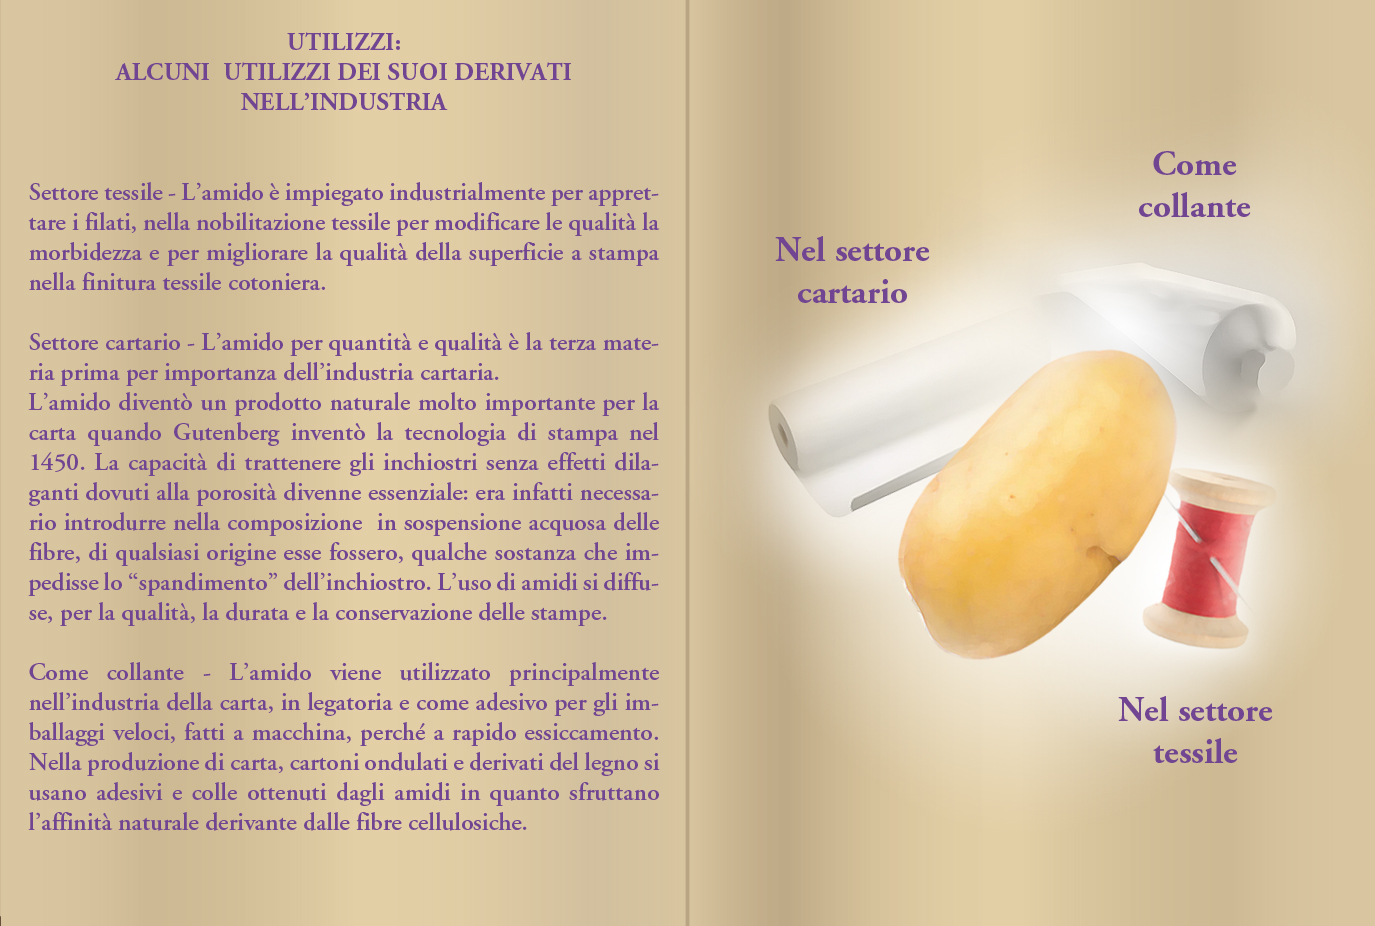 UTILIZZI:
ALCUNI UTILIZZI DEI SUOI DERIVATI
NELL’INDUSTRIA
Settore tessile - L’amido è impiegato industrialmente per appret-
tare i filati, nella nobilitazione tessile per modificare le qualità la
morbidezza e per migliorare la qualità della superficie a stampa
nella finitura tessile cotoniera.
Settore cartario - L’amido per quantità e qualità è la terza mate-
ria prima per importanza dell’industria cartaria.
L’amido diventò un prodotto naturale molto importante per la
carta quando Gutenberg inventò la tecnologia di stampa nel
1450. La capacità di trattenere gli inchiostri senza effetti dila-
ganti dovuti alla porosità divenne essenziale: era infatti necessa-
rio introdurre nella composizione in sospensione acquosa delle
fibre, di qualsiasi origine esse fossero, qualche sostanza che im-
pedisse lo “spandimento” dell’inchiostro. L’uso di amidi si diffu-
se, per la qualità, la durata e la conservazione delle stampe.
Come collante - L’amido viene utilizzato principalmente
nell’industria della carta, in legatoria e come adesivo per gli im-
ballaggi veloci, fatti a macchina, perché a rapido essiccamento.
Nella produzione di carta, cartoni ondulati e derivati del legno si
usano adesivi e colle ottenuti dagli amidi in quanto sfruttano
l’affinità naturale derivante dalle fibre cellulosiche.
Come
collante
Nel settore
cartario
Nel settore
tessile